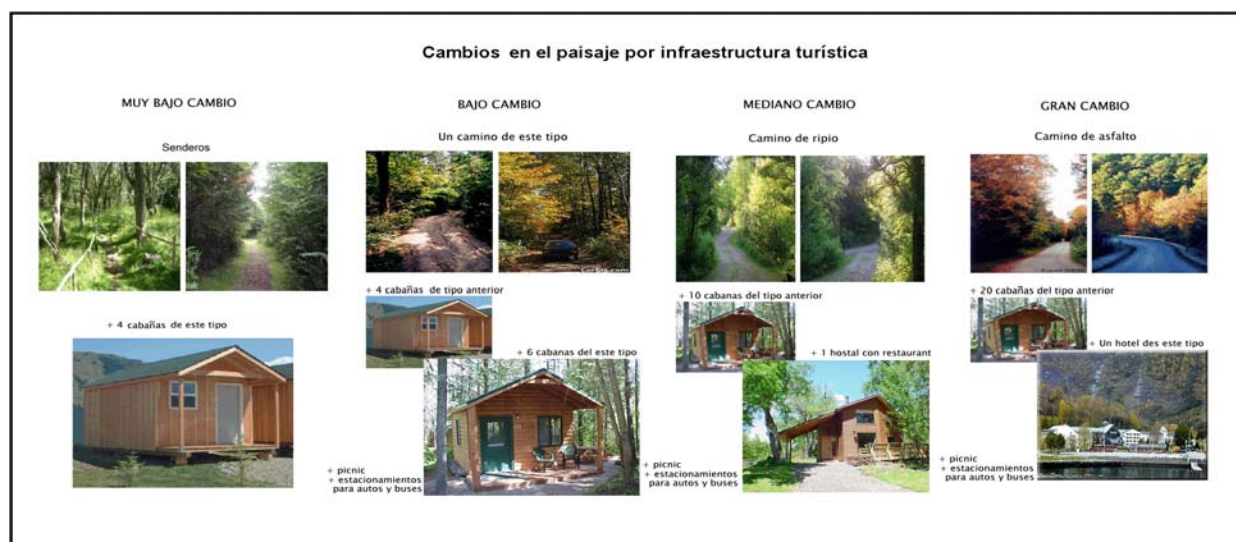 Cambios en el paisaje por infraestructura turística
MUY BAJO CAMBIO
Senderos
+ 4 cabañas de este tipo
BAJO CAMBIO
Un camino de este tipo
Corbis.com
+ 4 cabañas de tipo anterior
+ 6 cabanas del este tipo
+ picnic
+ estacionamientos
para autos y buses
MEDIANO CAMBIO
Camino de ripio
+ 10 cabanas del tipo anterior
+ 1 hostal con restaurant
+ picnic
+ estacionamientos
para autos y buses
GRAN CAMBIO
Camino de asfalto
+ 20 cabañas del tipo anterior
+ Un hotel des este tipo
+ picnic
+ estacionamientos
para autos y buses